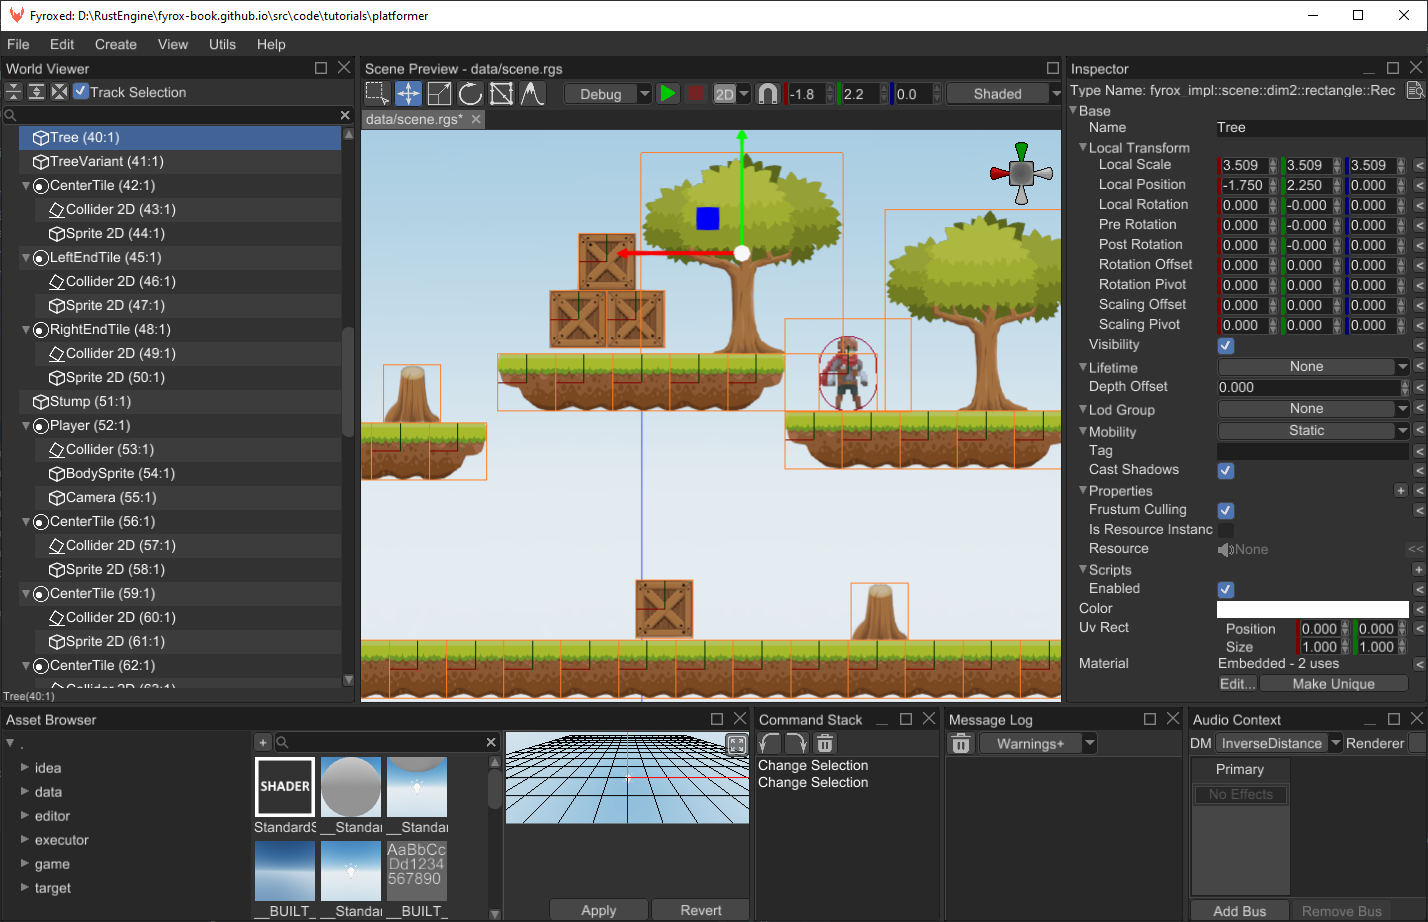 Fyroxed: D:\RustEngine\fyrox-book.github.io\src\code\tutorials\platformer
File Edit Create View Utils Help
World Viewer
Track Selection
Tree (40:1)
TreeVariant (41:1)
CenterTile (42:1)
Collider 2D (43:1)
Sprite 2D (44:1)
LeftEndTile (45:1)
Collider 2D (46:1)
Sprite 2D (47:1)
RightEndTile (48:1)
Collider 2D (49:1)
Sprite 2D (50:1)
Stump (51:1)
Player (52:1)
Collider (53:1)
BodySprite (54:1)
Camera (55:1)
CenterTile (56:1)
Collider 2D (57:1)
Sprite 2D (58:1)
CenterTile (59:1)
Collider 2D (60:1)
Sprite 2D (61:1)
CenterTile (62:1)
Tree(40:1)
Scene Preview - data/scene.rgs
Debug 2D -1.8 2.2 0.0 Shaded
data/scene.rgs*
Inspector
Type Name: fyrox_impl::scene::dim2::rectangle::Rec
Base
Name Tree
Local Transform
Local Scale 3.509 3.509 3.509
Local Position -1.750 2.250 0.000
Local Rotation 0.000 -0.000 0.000
Pre Rotation 0.000 -0.000 0.000
Post Rotation 0.000 -0.000 0.000
Rotation Offset 0.000 0.000 0.000
Rotation Pivot 0.000 0.000 0.000
Scaling Offset 0.000 0.000 0.000
Scaling Pivot 0.000 0.000 0.000
Visibility
Lifetime None
Depth Offset 0.000
Lod Group None
Mobility Static
Tag
Cast Shadows
Properties +
Frustum Culling
Is Resource Instanc
Resource None <<
Scripts +
Enabled
Color
Uv Rect Position 0.000 0.000
Size 1.000 1.000
Material Embedded - 2 uses
Edit... Make Unique
Asset Browser
.
idea
data
editor
executor
game
target
+
SHADER
StandardS __Standar __Standar
AaBbCc
Dd1234
567890
__BUILT_ __Standar __BUILT_
Apply Revert
Command Stack
Change Selection
Change Selection
Message Log
Warnings+
Audio Context
DM InverseDistance Renderer
Primary
No Effects
Add Bus Remove Bus